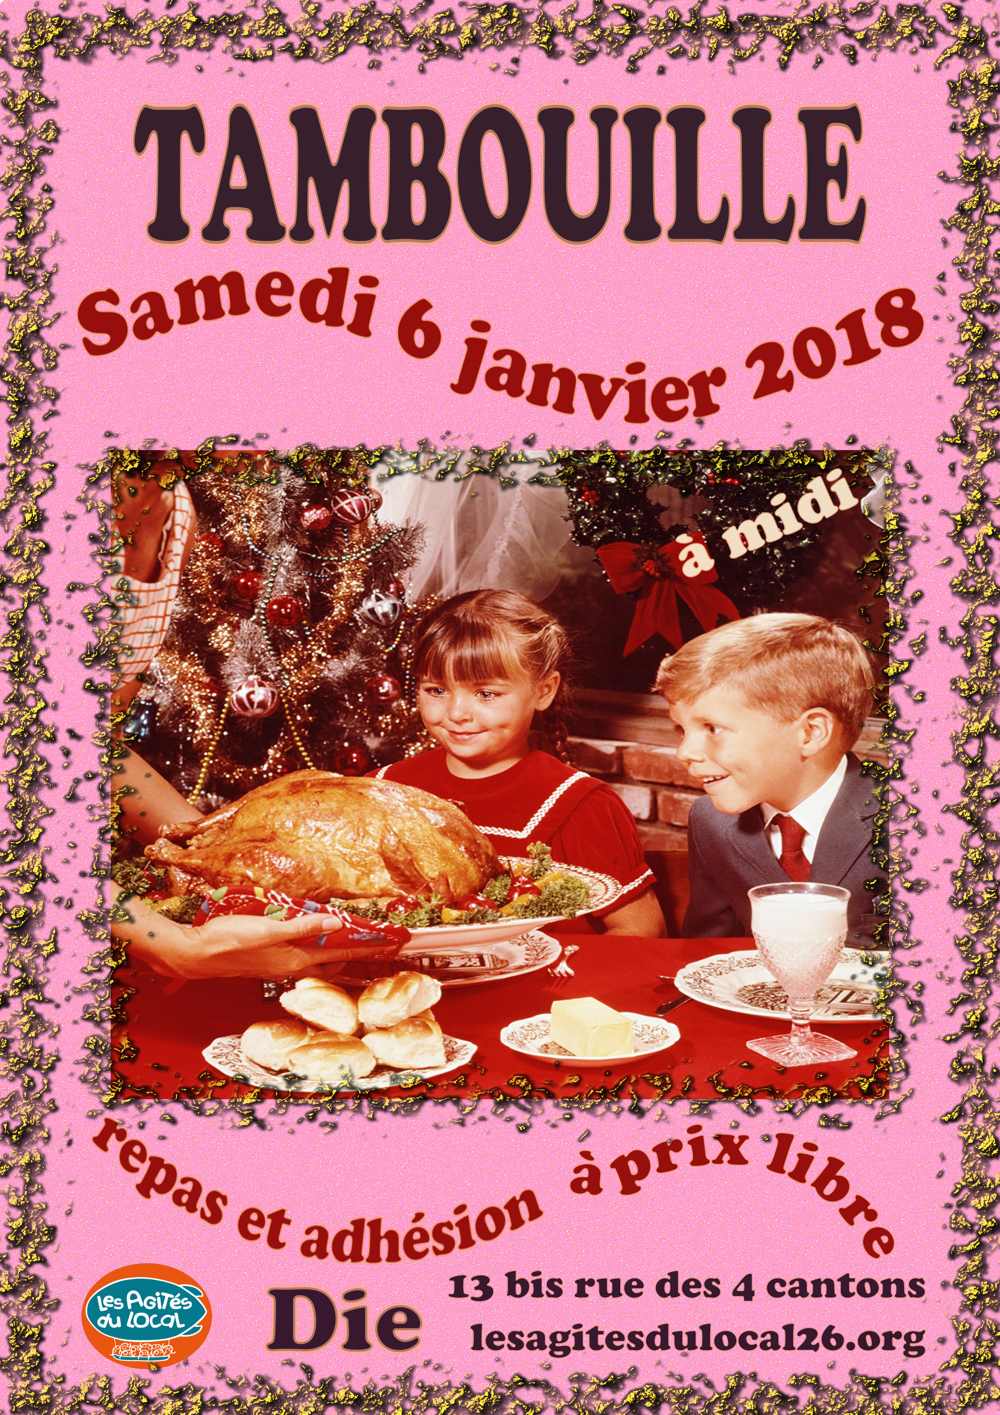 TAMBOUILLE
Samedi 6 janvier 2018
à midi
repas et adhésion à prix libre
Les Agités
du Local
Die
13 bis rue des 4 cantons
lesagitesdulocal26.org